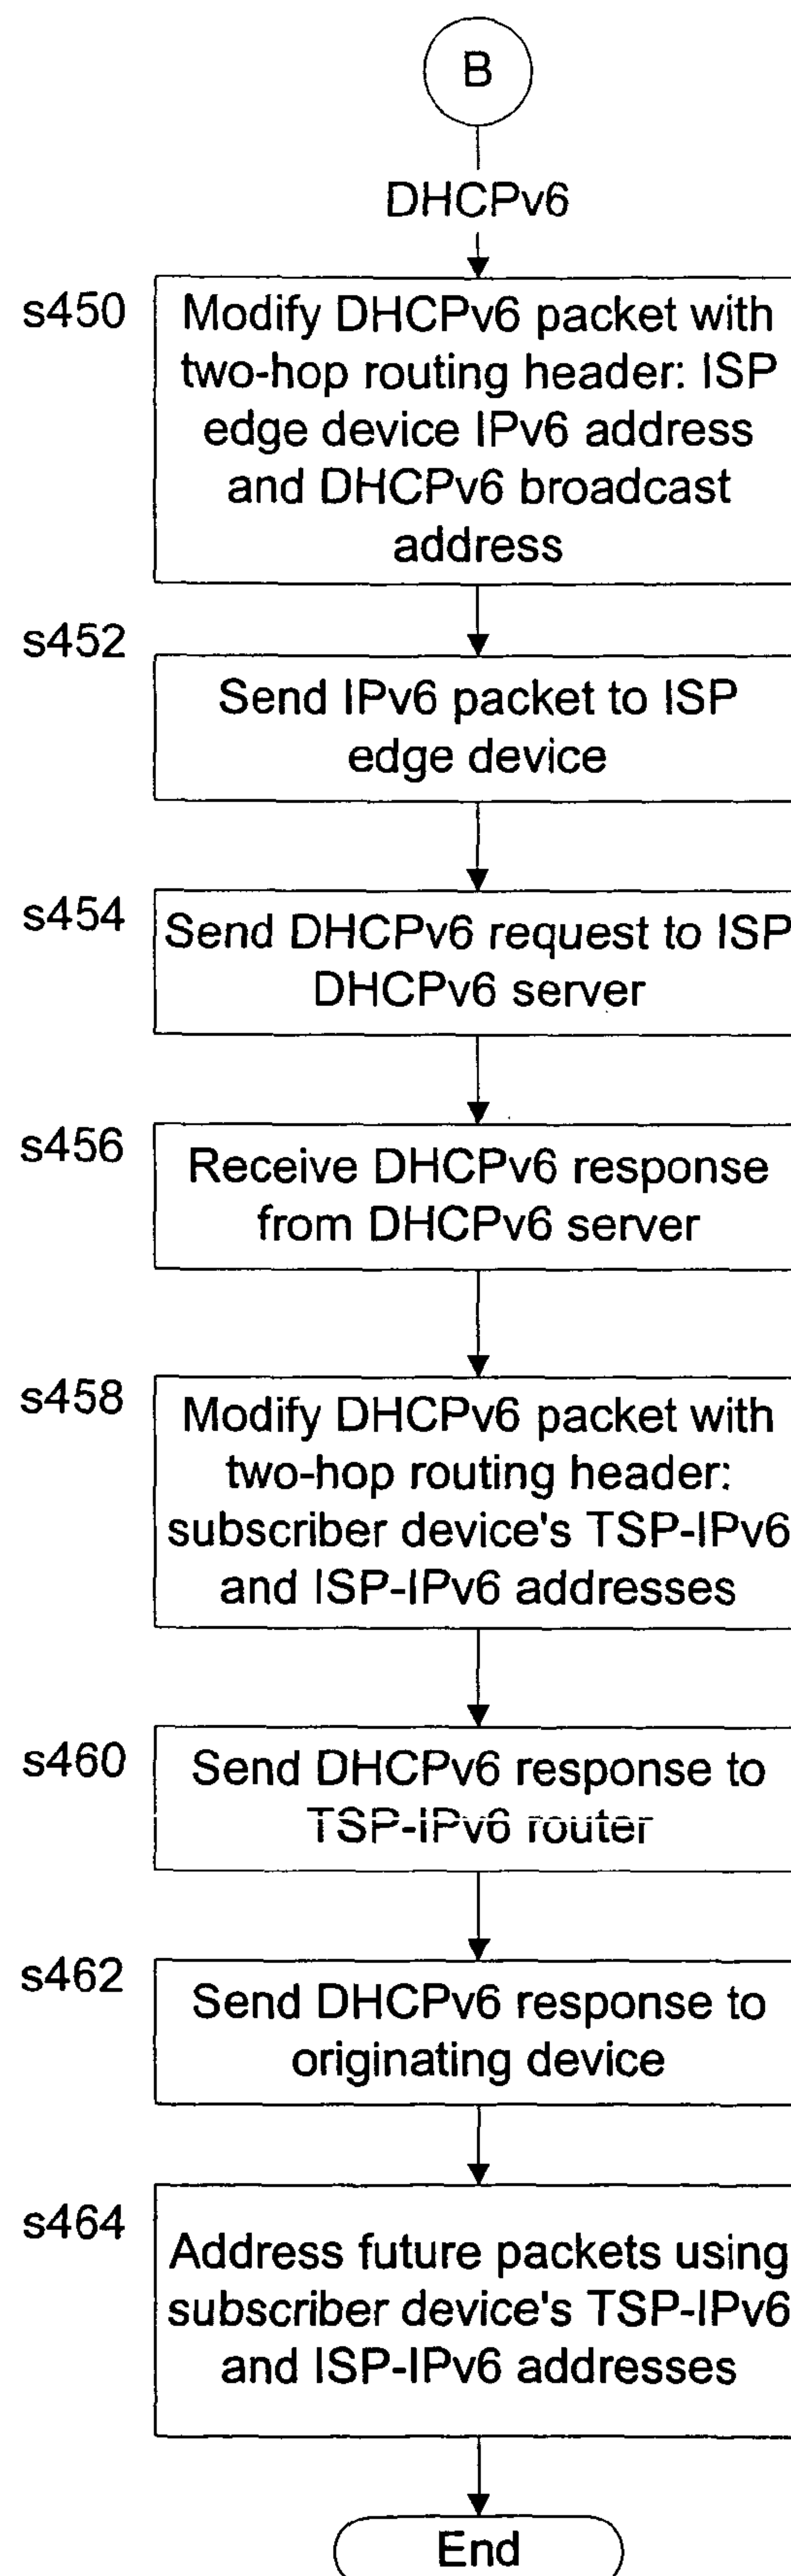 B
DHCPv6
s450
Modify DHCPv6 packet with
two-hop routing header: ISP
edge device IPv6 address
and DHCPv6 broadcast
address
s452
Send IPv6 packet to ISP
edge device
s454
Send DHCPv6 request to ISP
DHCPv6 server
s456
Receive DHCPv6 response
from DHCPv6 server
s458
Modify DHCPv6 packet with
two-hop routing header:
subscriber device's TSP-IPv6
and ISP-IPv6 addresses
s460
Send DHCPv6 response to
TSP-IPv6 router
s462
Send DHCPv6 response to
originating device
s464
Address future packets using
subscriber device's TSP-IPv6
and ISP-IPv6 addresses
End